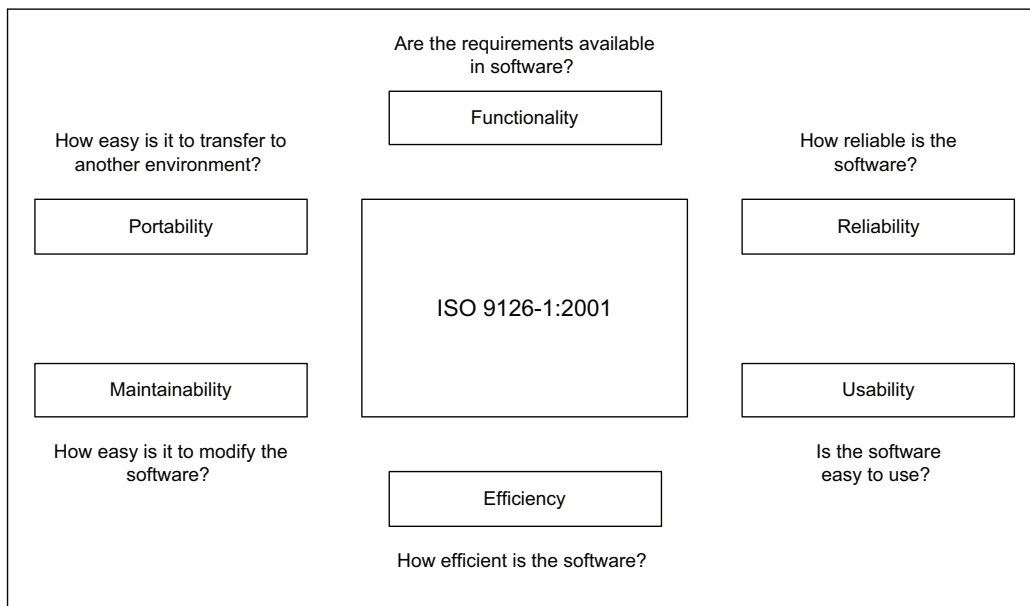 Are the requirements available
in software?
Functionality
How easy is it to transfer to
another environment?
Portability
How reliable is the
software?
Reliability
ISO 9126-1:2001
Maintainability
How easy is it to modify the
software?
Usability
Is the software
easy to use?
Efficiency
How efficient is the software?